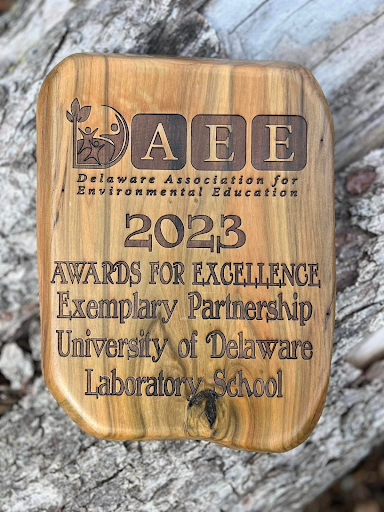 DAEE
Delaware Association for
Environmental Education
2023
AWARDS FOR EXCELLENCE
Exemplary Partnership
University of Delaware
Laboratory School